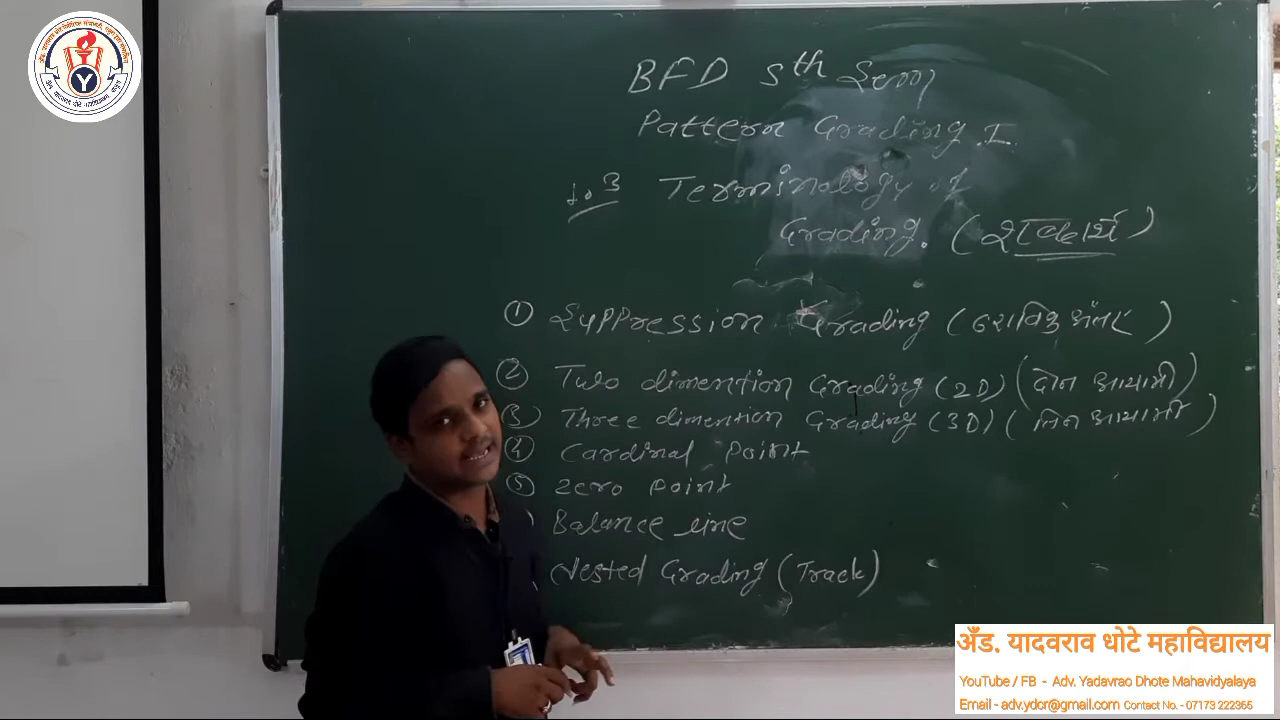 BFD 5th Sem
Pattern Grading I.
Terminology of
Grading. (शब्दार्थ)
① Suppression Grading (ठराविक अंतर)
② Two dimention Grading (2D) (दोन आयामी)
③ Three dimention Grading (3D) (तिन आयामी)
④ Cardinal Point
⑤ Zero Point
Balance line
Nested Grading (Track)
अँड. यादवराव धोटे महाविद्यालय
YouTube / FB - Adv. Yadavrao Dhote Mahavidyalaya
Email - adv.ydcr@gmail.com Contact No. - 07173 222365